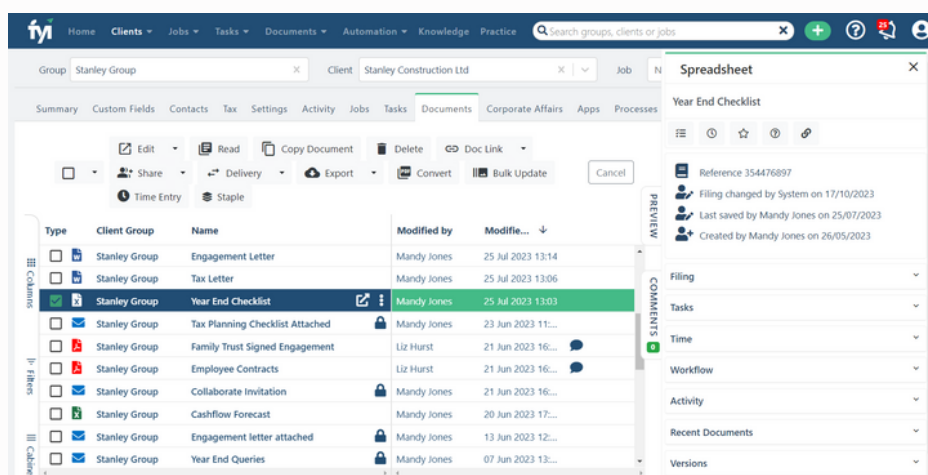 fyi Home Clients Jobs Tasks Documents Automation Knowledge Practice Search groups, clients or jobs 25
Group Stanley Group Client Stanley Construction Ltd Job N
Summary Custom Fields Contacts Tax Settings Activity Jobs Tasks Documents Corporate Affairs Apps Processes
Edit Read Copy Document Delete Doc Link
Share Delivery Export Convert Bulk Update Cancel
Time Entry Staple
Type Client Group Name Modified by Modifie...
Stanley Group Engagement Letter Mandy Jones 25 Jul 2023 13:14
Stanley Group Tax Letter Mandy Jones 25 Jul 2023 13:06
Stanley Group Year End Checklist Mandy Jones 25 Jul 2023 13:03
Stanley Group Tax Planning Checklist Attached Mandy Jones 23 Jun 2023 11:...
Stanley Group Family Trust Signed Engagement Liz Hurst 21 Jun 2023 16:...
Stanley Group Employee Contracts Liz Hurst 21 Jun 2023 16:...
Stanley Group Collaborate Invitation Mandy Jones 21 Jun 2023 16:...
Stanley Group Cashflow Forecast Mandy Jones 20 Jun 2023 17:...
Stanley Group Engagement letter attached Mandy Jones 13 Jun 2023 12:...
Stanley Group Year End Queries Mandy Jones 07 Jun 2023 13:...
Columns
Filters
Cabine
PREVIEW
COMMENTS
0
Spreadsheet
Year End Checklist
Reference 354476897
Filing changed by System on 17/10/2023
Last saved by Mandy Jones on 25/07/2023
Created by Mandy Jones on 26/05/2023
Filing
Tasks
Time
Workflow
Activity
Recent Documents
Versions